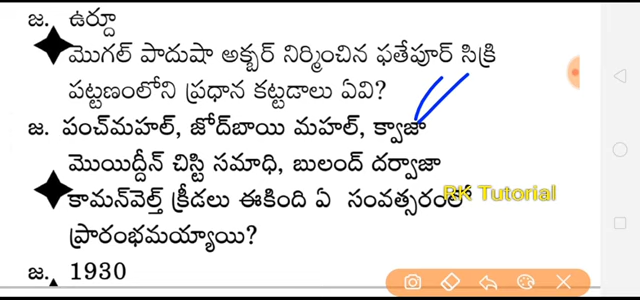 జ. ఉర్దూ
మొగల్ పాదుషా అక్బర్ నిర్మించిన ఫతేపూర్ సిక్రి
పట్టణంలోని ప్రధాన కట్టడాలు ఏవి?
జ. పంచ్‌మహల్, జోద్‌బాయి మహల్, క్వాజా
మొయిద్దీన్ చిస్టి సమాధి, బులంద్ దర్వాజా
కామన్‌వెల్త్ క్రీడలు ఈకింది ఏ సంవత్సరంలో
RK Tutorial
ప్రారంభమయ్యాయి?
జ. 1930